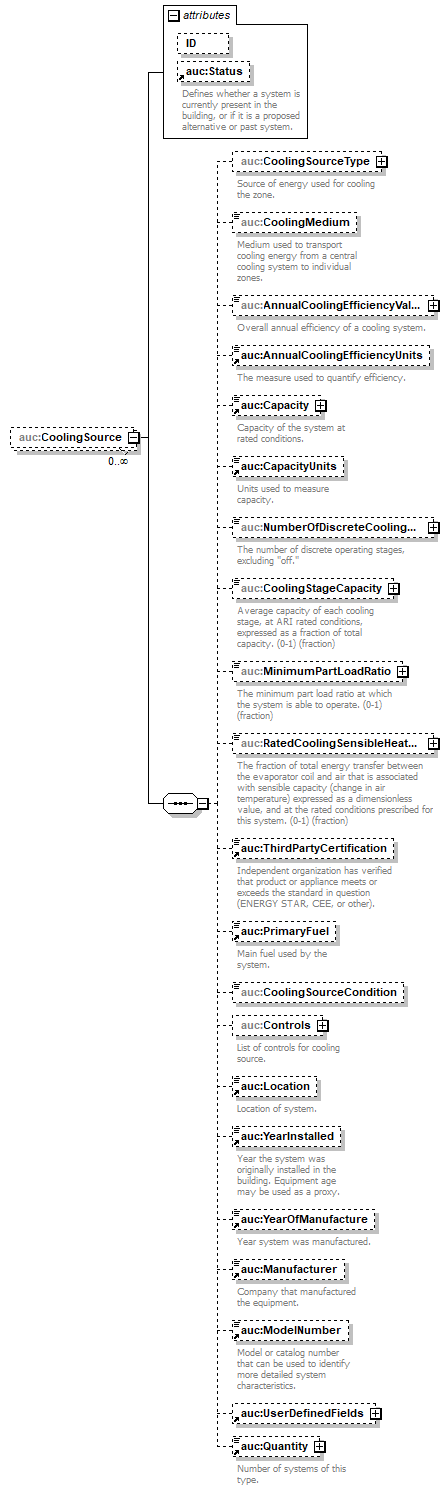 attributes
ID
auc:Status
Defines whether a system is
currently present in the
building, or if it is a proposed
alternative or past system.
auc:CoolingSourceType
Source of energy used for cooling
the zone.
auc:CoolingMedium
Medium used to transport
cooling energy from a central
cooling system to individual
zones.
auc:AnnualCoolingEfficiencyVal...
Overall annual efficiency of a cooling system.
auc:AnnualCoolingEfficiencyUnits
The measure used to quantify efficiency.
auc:Capacity
Capacity of the system at
rated conditions.
auc:CoolingSource
0..∞
auc:CapacityUnits
Units used to measure
capacity.
auc:NumberOfDiscreteCooling...
The number of discrete operating stages,
excluding "off."
auc:CoolingStageCapacity
Average capacity of each cooling
stage, at ARI rated conditions,
expressed as a fraction of total
capacity. (0-1) (fraction)
auc:MinimumPartLoadRatio
The minimum part load ratio at which
the system is able to operate. (0-1)
(fraction)
auc:RatedCoolingSensibleHeat...
The fraction of total energy transfer between
the evaporator coil and air that is associated
with sensible capacity (change in air
temperature) expressed as a dimensionless
value, and at the rated conditions prescribed for
this system. (0-1) (fraction)
auc:ThirdPartyCertification
Independent organization has verified
that product or appliance meets or
exceeds the standard in question
(ENERGY STAR, CEE, or other).
auc:PrimaryFuel
Main fuel used by the
system.
auc:CoolingSourceCondition
auc:Controls
List of controls for cooling
source.
auc:Location
Location of system.
auc:YearInstalled
Year the system was
originally installed in the
building. Equipment age
may be used as a proxy.
auc:YearOfManufacture
Year system was manufactured.
auc:Manufacturer
Company that manufactured
the equipment.
auc:ModelNumber
Model or catalog number
that can be used to identify
more detailed system
characteristics.
auc:UserDefinedFields
auc:Quantity
Number of systems of this
type.